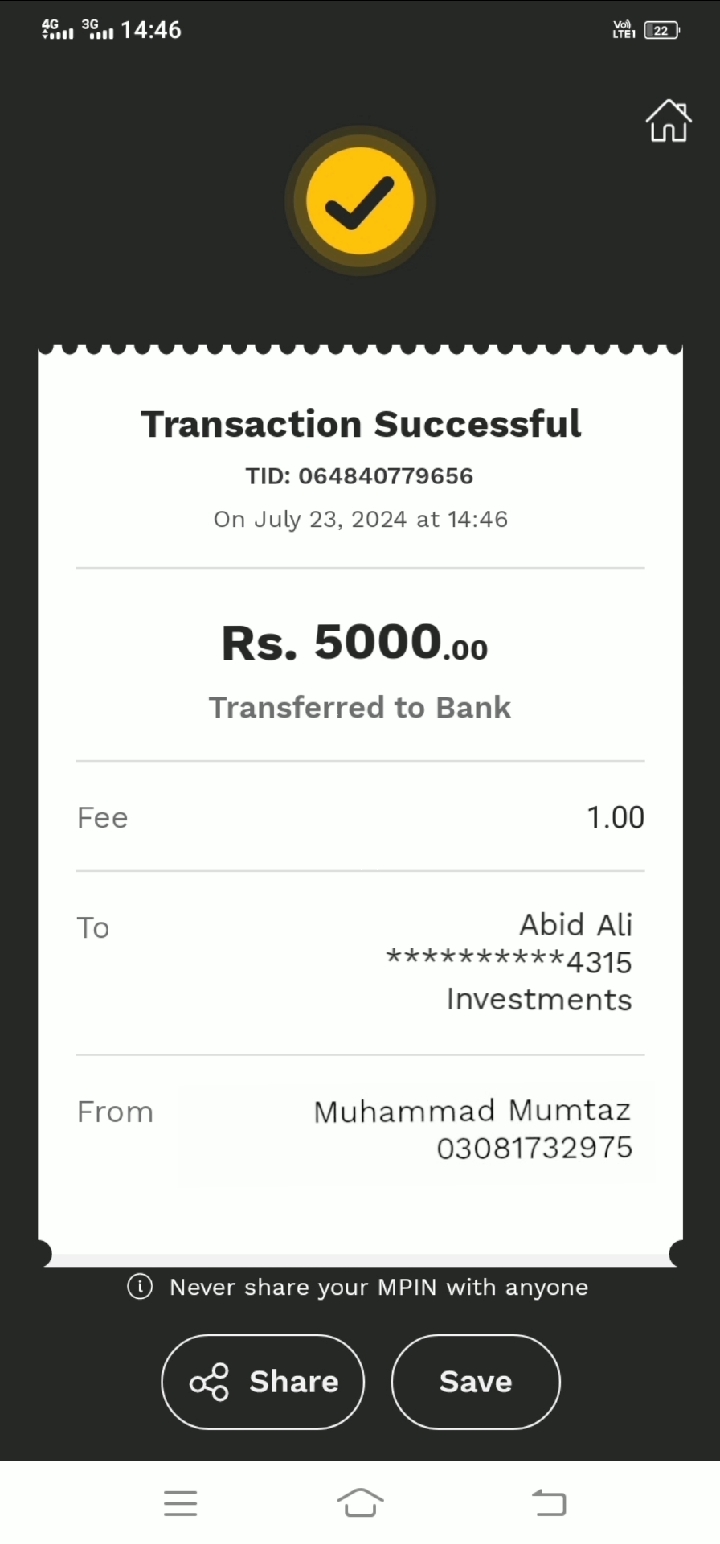 4G 3G 14:46 Vo) LTE1 22
Transaction Successful
TID: 064840779656
On July 23, 2024 at 14:46
Rs. 5000.00
Transferred to Bank
Fee 1.00
To Abid Ali
**********4315
Investments
From Muhammad Mumtaz
03081732975
Never share your MPIN with anyone
Share Save